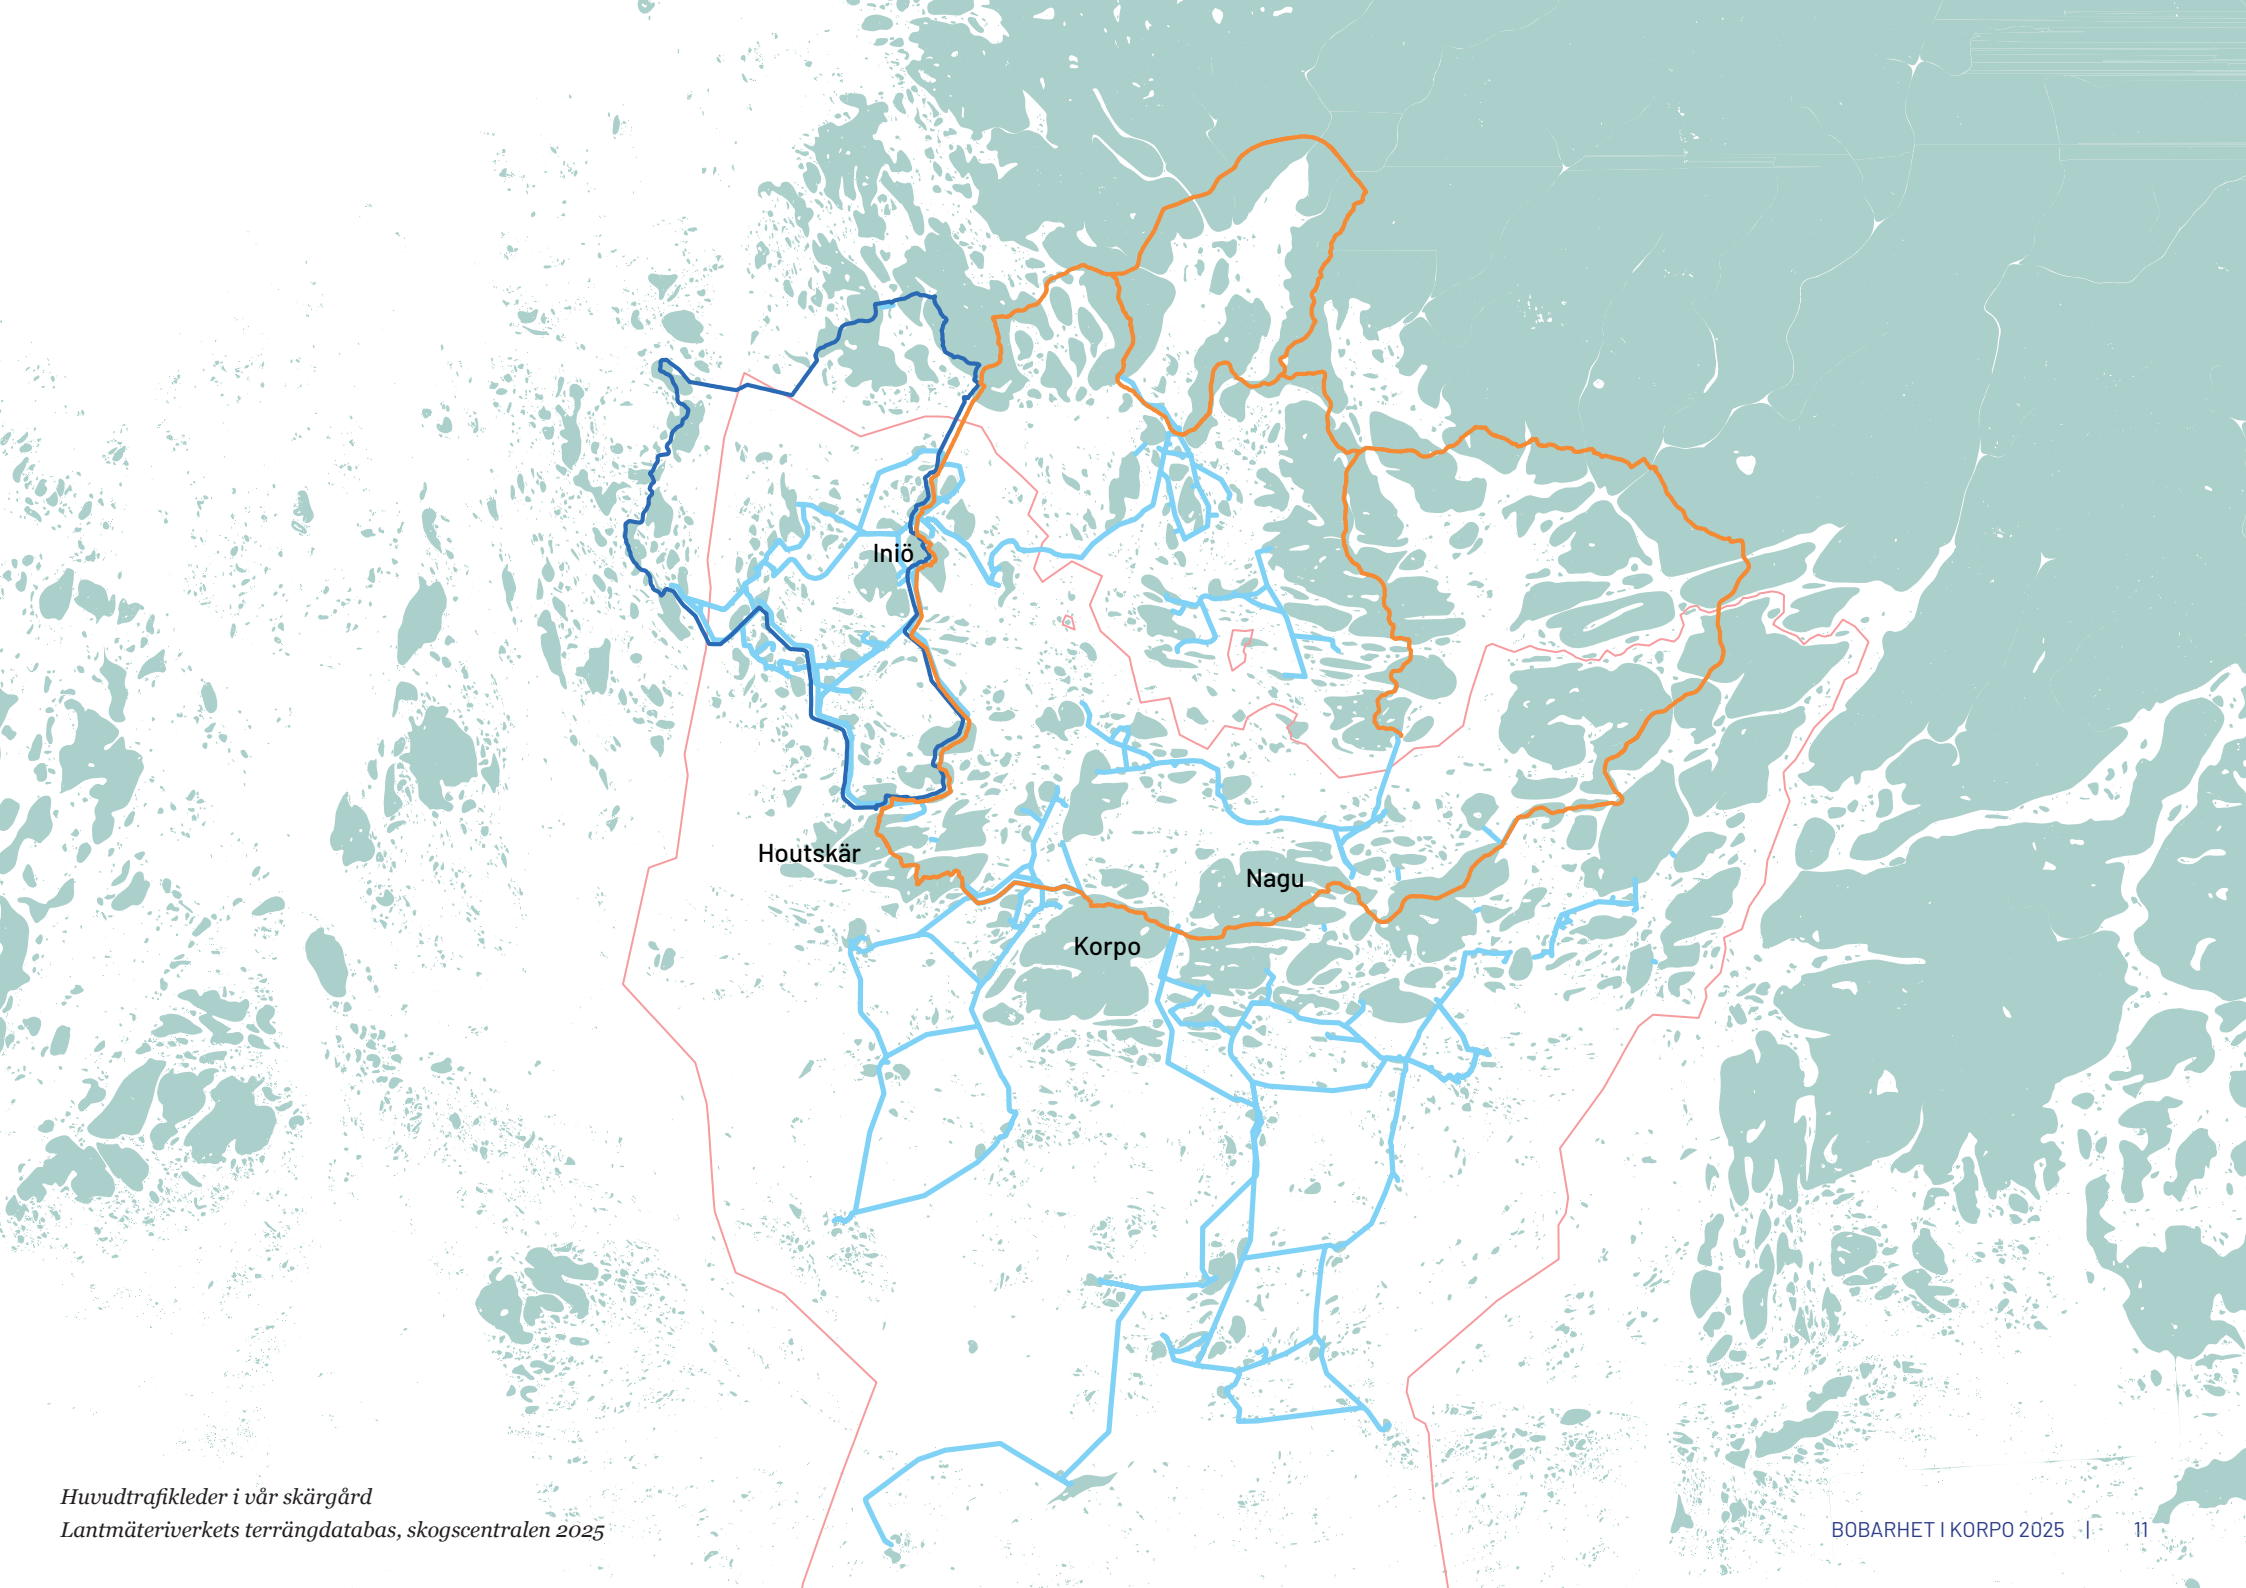 Iniö
Houtskär
Nagu
Korpo
Huvudtrafikleder i vår skärgård
Lantmäteriverkets terrängdatabas, skogscentralen 2025
BOBARHET I KORPO 2025 | 11